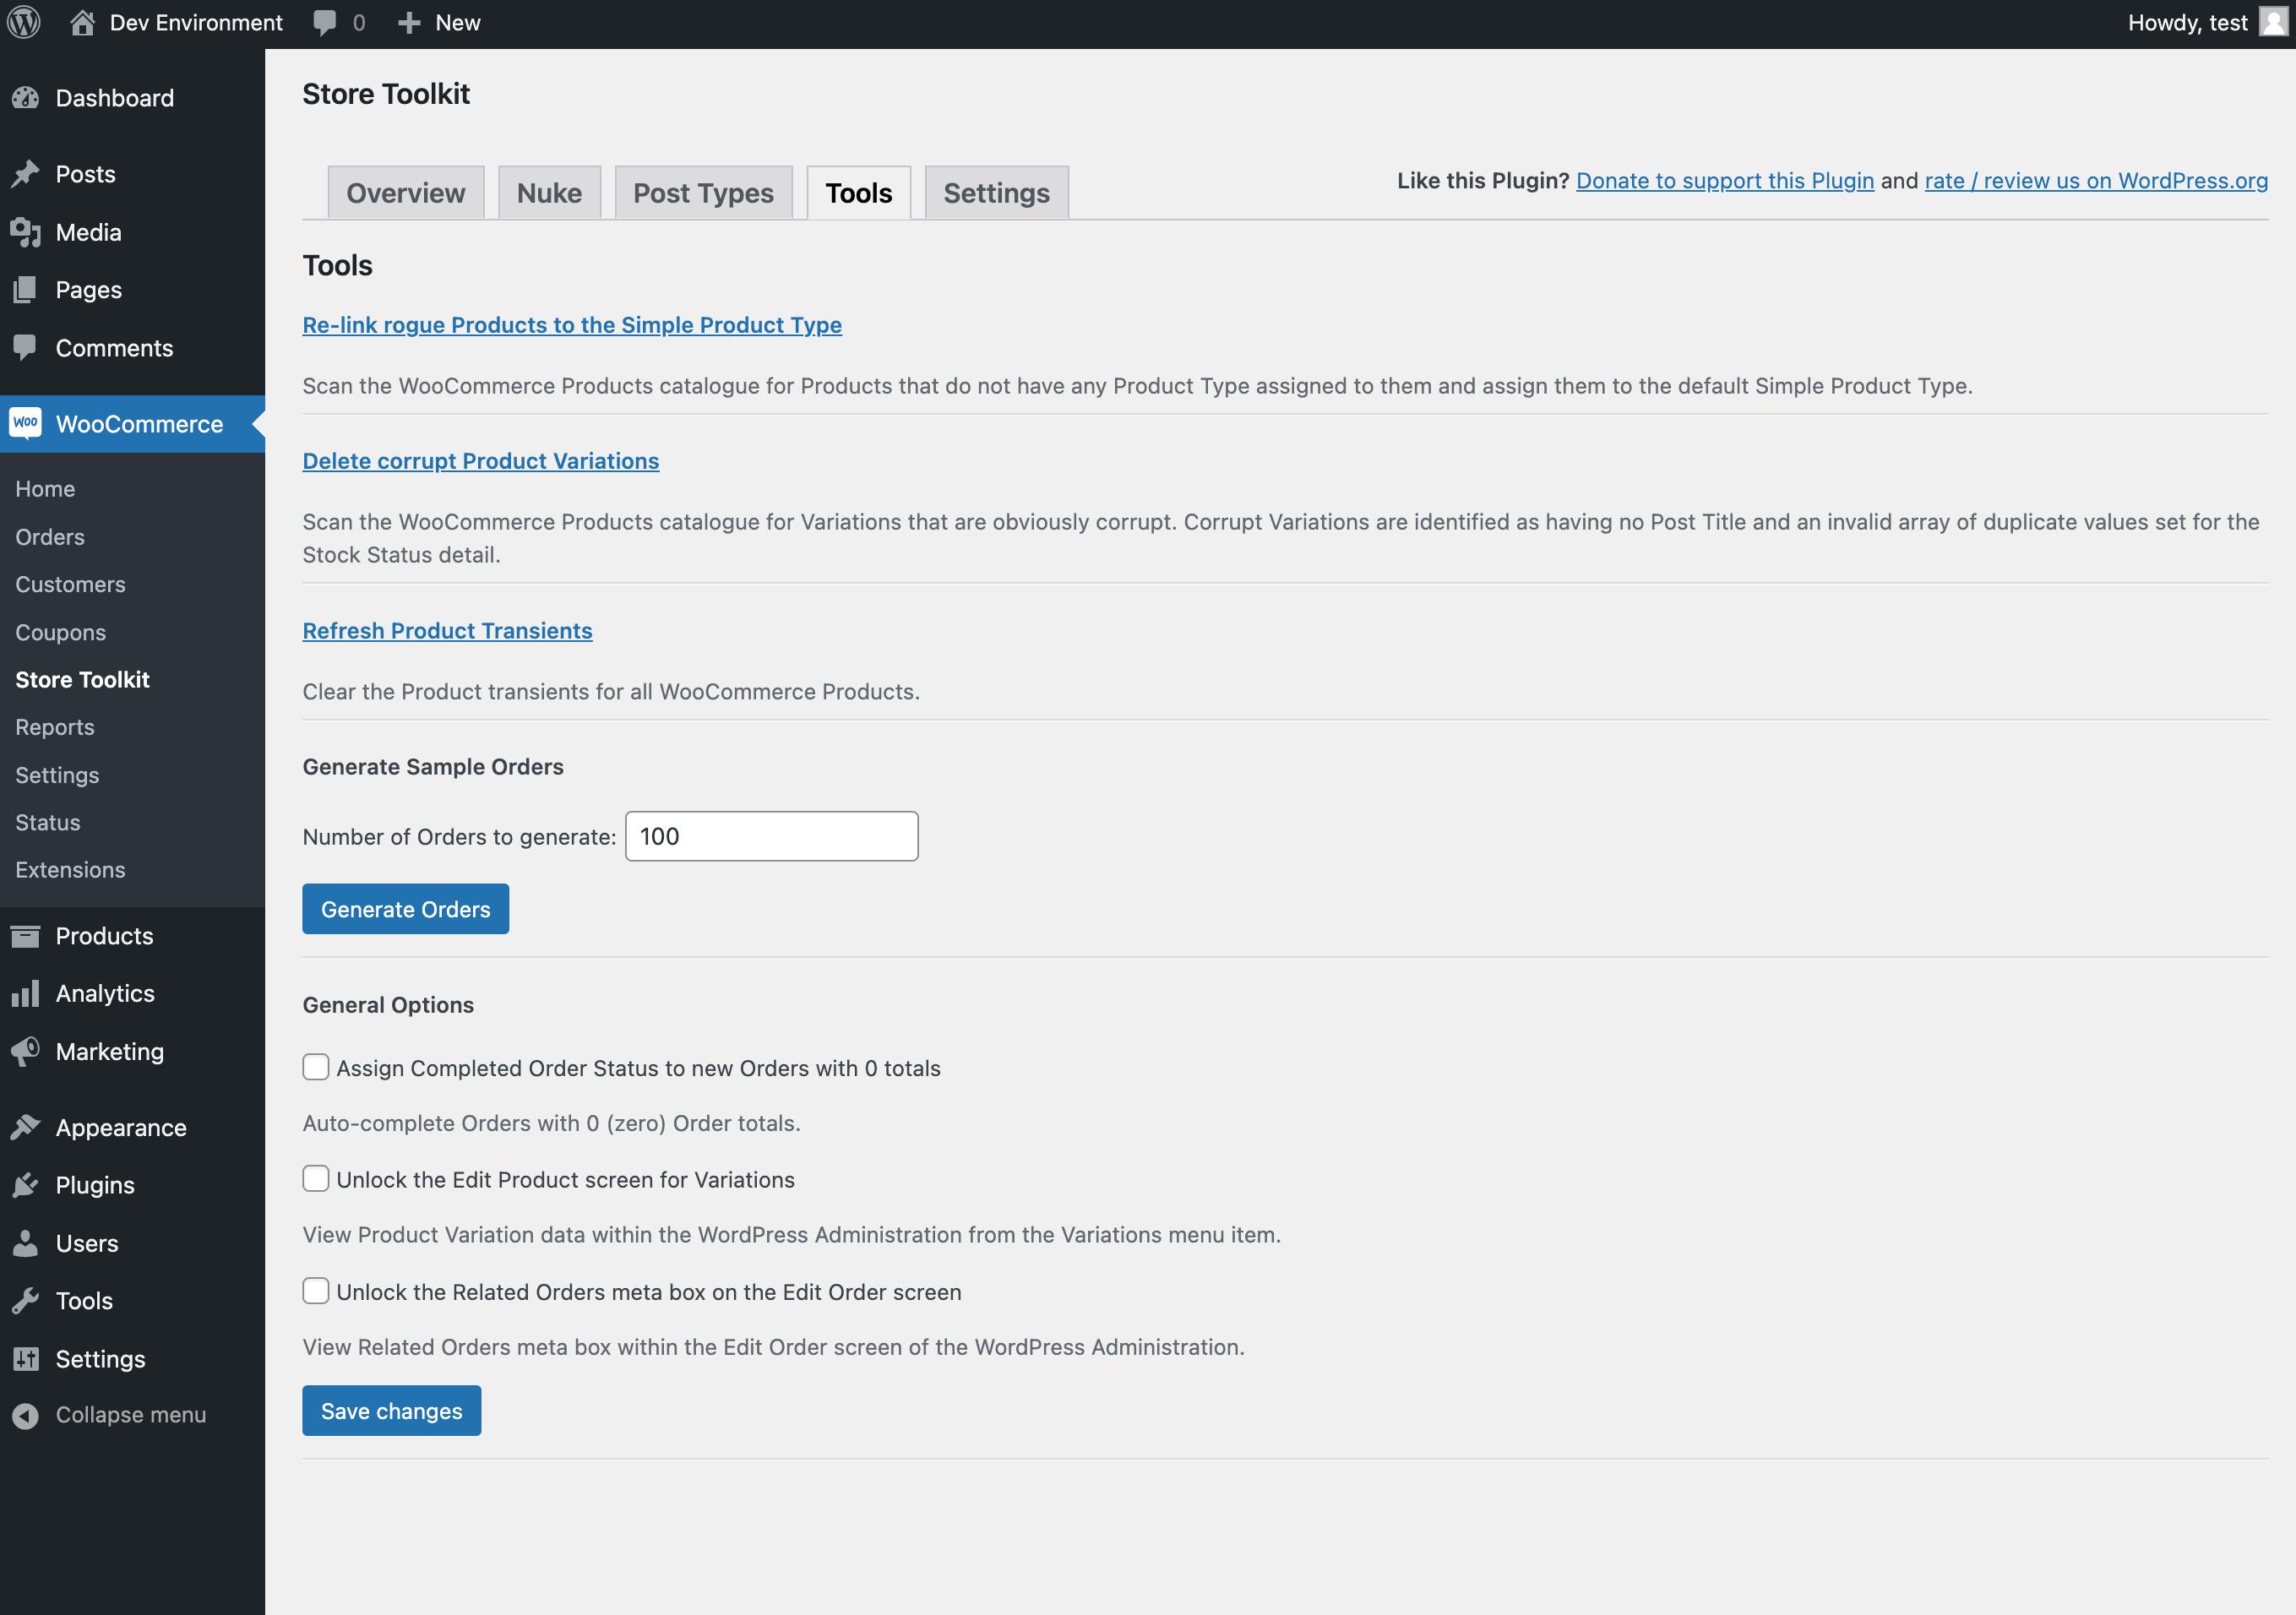 Dev Environment
0
New
Howdy, test
Dashboard
Posts
Media
Pages
Comments
Woo
WooCommerce
Home
Orders
Customers
Coupons
Store Toolkit
Reports
Settings
Status
Extensions
Products
Analytics
Marketing
Appearance
Plugins
Users
Tools
Settings
Collapse menu
Store Toolkit
Overview
Nuke
Post Types
Tools
Settings
Like this Plugin? Donate to support this Plugin and rate / review us on WordPress.org
Tools
Re-link rogue Products to the Simple Product Type
Scan the WooCommerce Products catalogue for Products that do not have any Product Type assigned to them and assign them to the default Simple Product Type.
Delete corrupt Product Variations
Scan the WooCommerce Products catalogue for Variations that are obviously corrupt. Corrupt Variations are identified as having no Post Title and an invalid array of duplicate values set for the
Stock Status detail.
Refresh Product Transients
Clear the Product transients for all WooCommerce Products.
Generate Sample Orders
Number of Orders to generate: 100
Generate Orders
General Options
Assign Completed Order Status to new Orders with 0 totals
Auto-complete Orders with 0 (zero) Order totals.
Unlock the Edit Product screen for Variations
View Product Variation data within the WordPress Administration from the Variations menu item.
Unlock the Related Orders meta box on the Edit Order screen
View Related Orders meta box within the Edit Order screen of the WordPress Administration.
Save changes